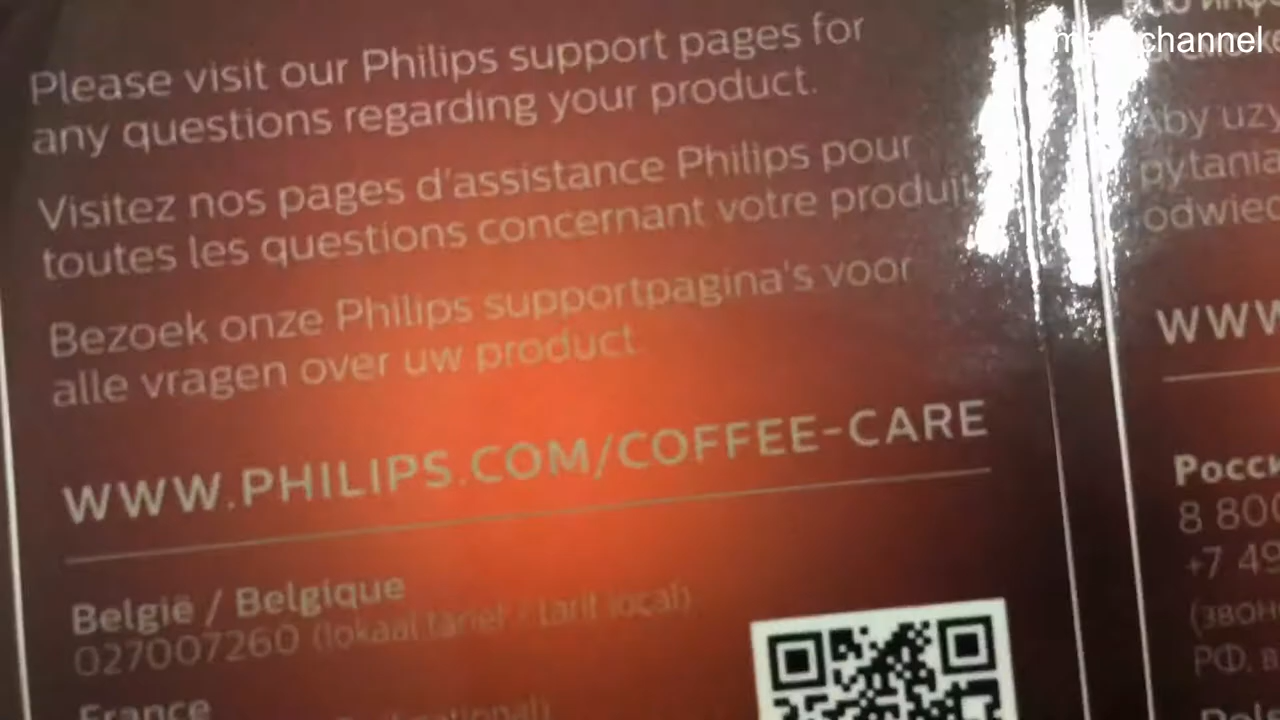 Please visit our Philips support pages for
any questions regarding your product.
Visitez nos pages d'assistance Philips pour
toutes les questions concernant votre produit
Bezoek onze Philips supportpagina's voor
alle vragen over uw product.
WWW.PHILIPS.COM/COFFEE-CARE
België / Belgique
027007260 (lokaal tarief / tarif local)
France
channel
Aby uzy
pytania
odwied
WWW
Росси
8 800
+7 49
(звон
РФ, в